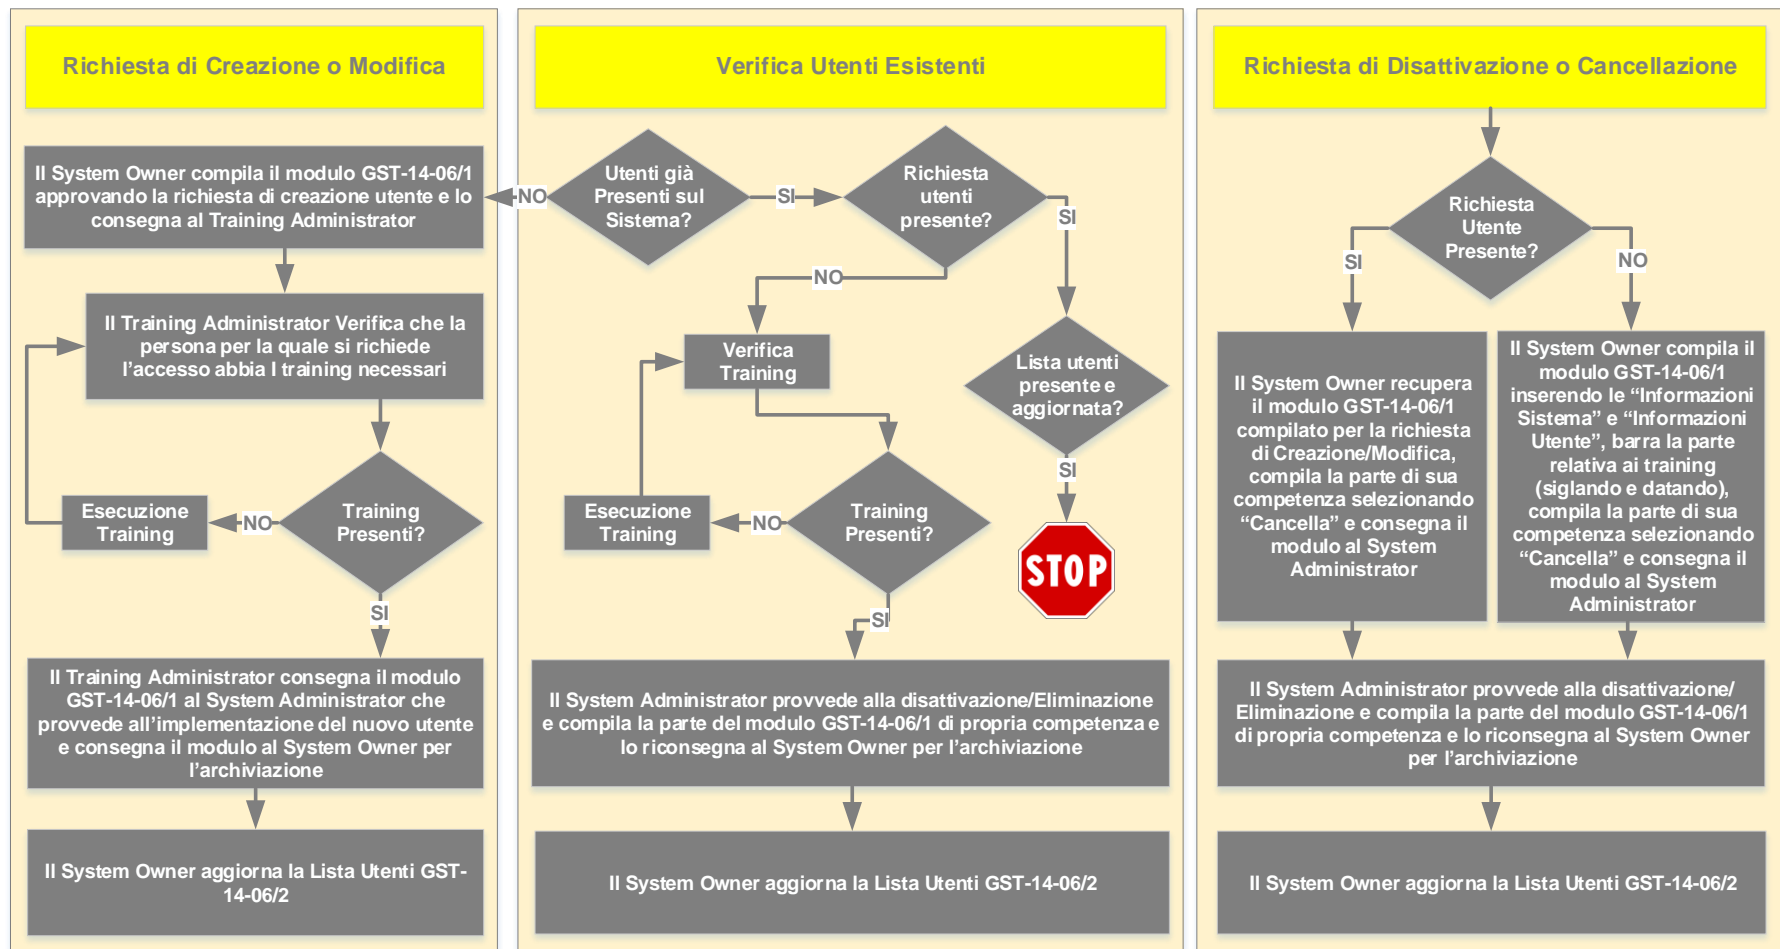 Richiesta di Creazione o Modifica
Il System Owner compila il modulo GST-14-06/1
approvando la richiesta di creazione utente e lo
consegna al Training Administrator
Il Training Administrator Verifica che la
persona per la quale si richiede
l’accesso abbia I training necessari
Training
Presenti?
NO
Esecuzione
Training
SI
Il Training Administrator consegna il modulo
GST-14-06/1 al System Administrator che
provvede all’implementazione del nuovo utente
e consegna il modulo al System Owner per
l’archiviazione
Il System Owner aggiorna la Lista Utenti GST-
14-06/2
Verifica Utenti Esistenti
Utenti già
Presenti sul
Sistema?
NO
SI
Richiesta
utenti
presente?
SI
NO
Verifica
Training
Lista utenti
presente e
aggiornata?
SI
STOP
Training
Presenti?
NO
Esecuzione
Training
SI
Il System Administrator provvede alla disattivazione/Eliminazione
e compila la parte del modulo GST-14-06/1 di propria competenza e
lo riconsegna al System Owner per l’archiviazione
Il System Owner aggiorna la Lista Utenti GST-14-06/2
Richiesta di Disattivazione o Cancellazione
Richiesta
Utente
Presente?
SI
NO
Il System Owner recupera
il modulo GST-14-06/1
compilato per la richiesta
di Creazione/Modifica,
compila la parte di sua
competenza selezionando
“Cancella” e consegna il
modulo al System
Administrator
Il System Owner compila il
modulo GST-14-06/1
inserendo le “Informazioni
Sistema” e “Informazioni
Utente”, barra la parte
relativa ai training
(siglando e datando),
compila la parte di sua
competenza selezionando
“Cancella” e consegna il
modulo al System
Administrator
Il System Administrator provvede alla disattivazione/
Eliminazione e compila la parte del modulo GST-14-06/1
di propria competenza e lo riconsegna al System Owner
per l’archiviazione
Il System Owner aggiorna la Lista Utenti GST-14-06/2